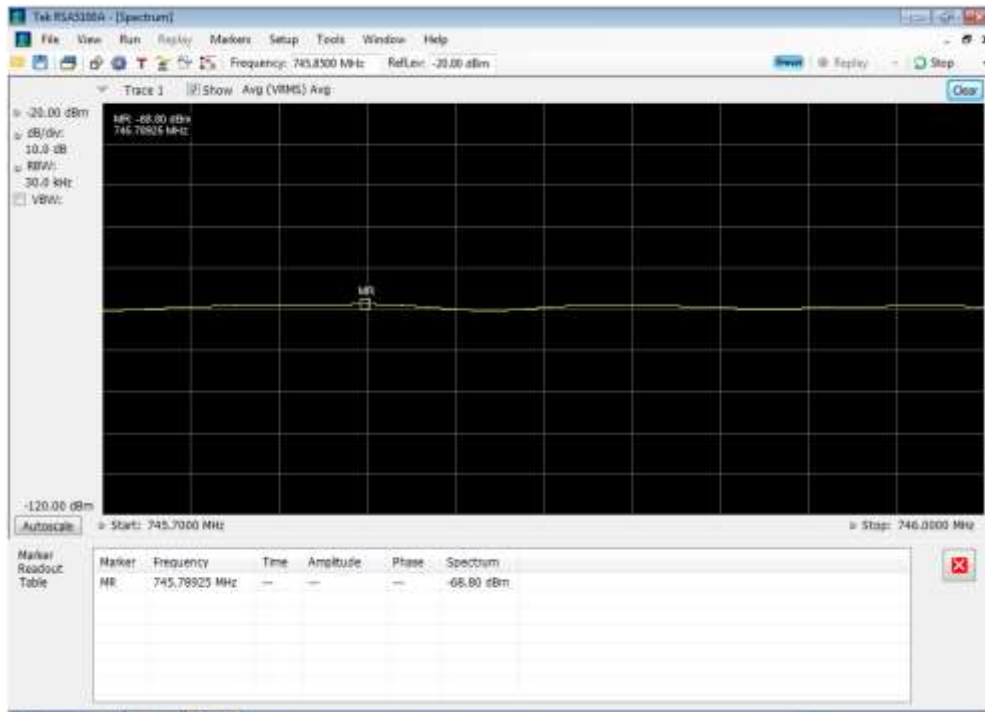 Tek RSA5100A - [Spectrum]
File View Run Replay Markers Setup Tools Window Help
Frequency: 745.8500 MHz RefLev: -20.00 dBm Preset Replay Stop
Trace 1 Show Avg (VRMS) Avg Clear
-20.00 dBm
dB/div:
10.0 dB
RBW:
30.0 kHz
VBW:
MR: -68.80 dBm
745.78925 MHz
MR
-120.00 dBm
Autoscale Start: 745.7000 MHz Stop: 746.0000 MHz
Marker
Readout
Table
Marker Frequency Time Amplitude Phase Spectrum
MR 745.78925 MHz --- --- --- -68.80 dBm